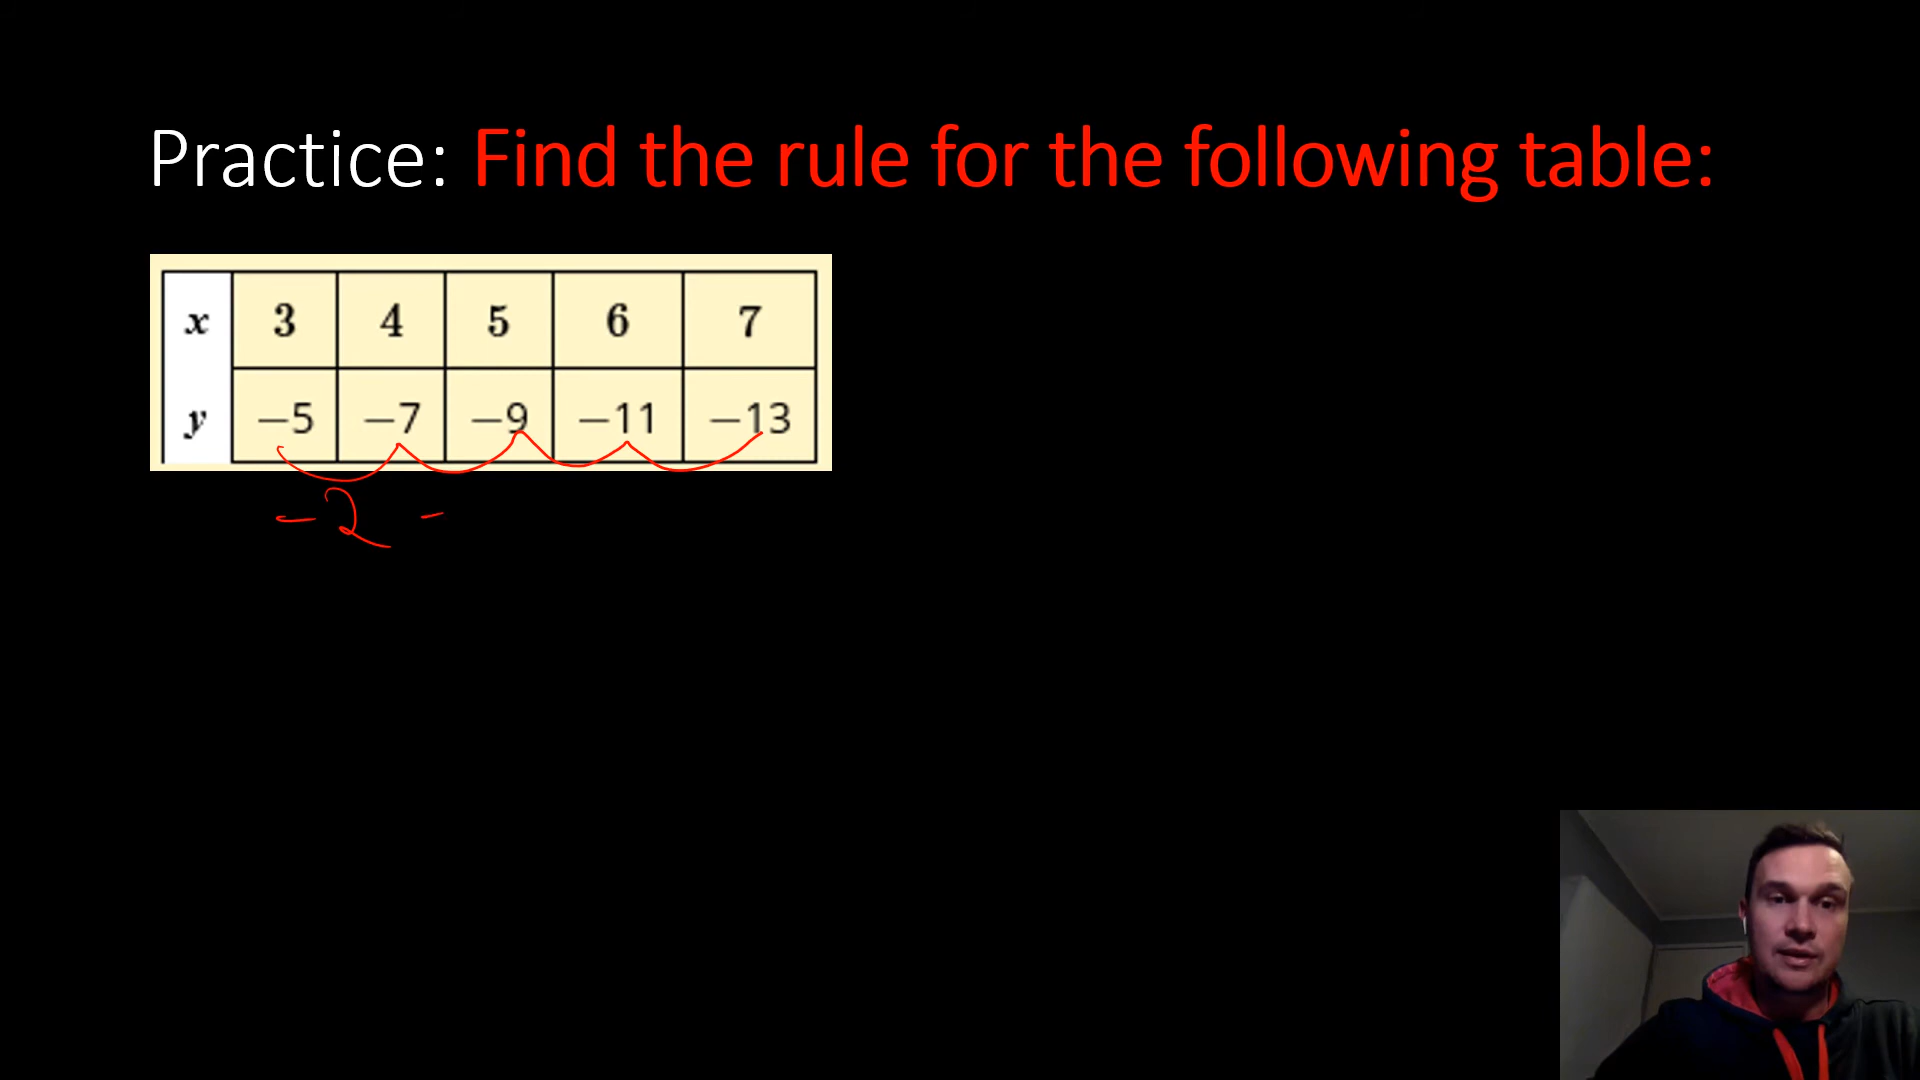 Practice: Find the rule for the following table:
x 3 4 5 6 7
y −5 −7 −9 −11 −13
-2 -